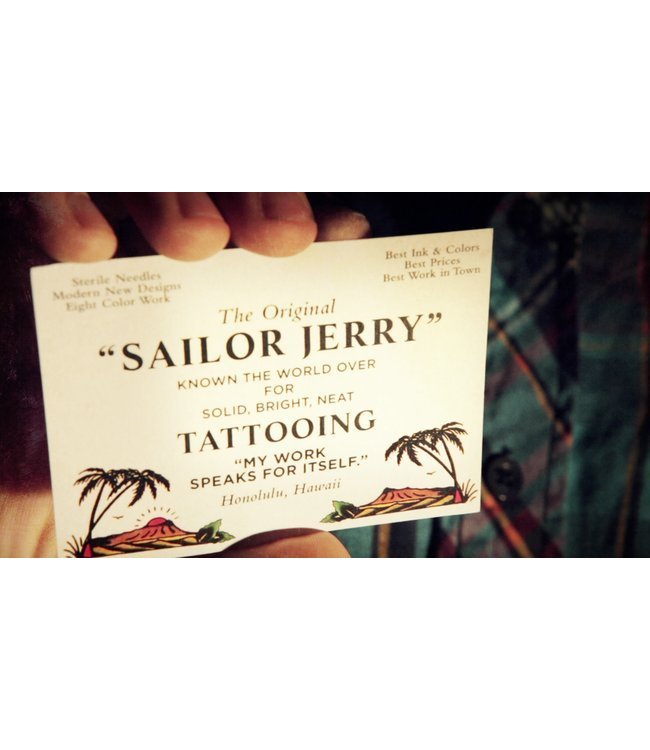 Sterile Needles
Modern New Designs
Eight Color Work
Best Ink & Colors
Best Prices
Best Work in Town
The Original
“SAILOR JERRY”
KNOWN THE WORLD OVER
FOR
SOLID, BRIGHT, NEAT
TATTOOING
“MY WORK
SPEAKS FOR ITSELF.”
Honolulu, Hawaii